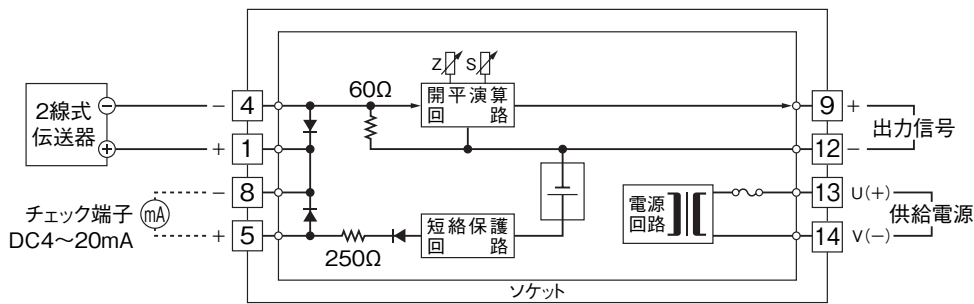 Z S
60Ω
開平演算
回 路
2線式
伝送器
−
+
− 4
+ 1
− 8
+ 5
チェック端子
DC4~20mA
mA
250Ω
短絡保護
回 路
電源
回路
9 +
12 −
出力信号
13 U(+)
14 V(−)
供給電源
ソケット